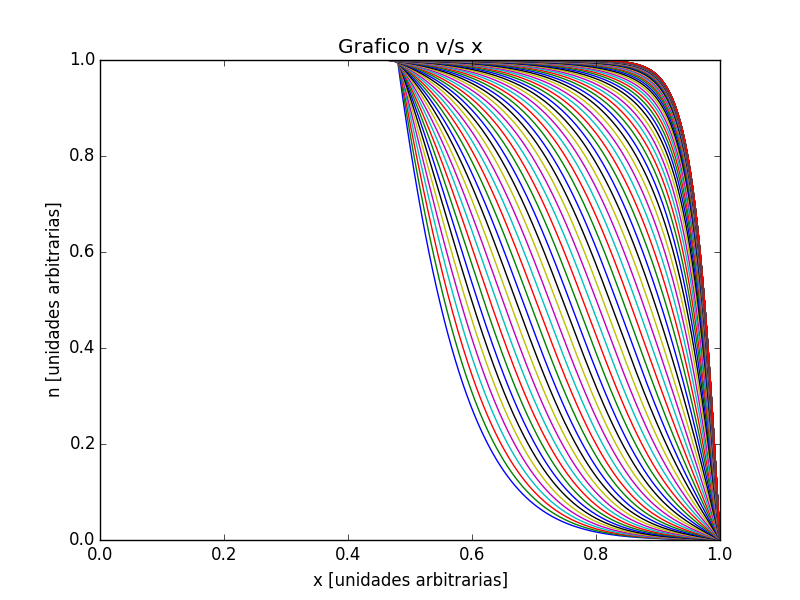 Grafico n v/s x
1.0
0.8
0.6
0.4
0.2
0.0
n [unidades arbitrarias]
0.0 0.2 0.4 0.6 0.8 1.0
x [unidades arbitrarias]